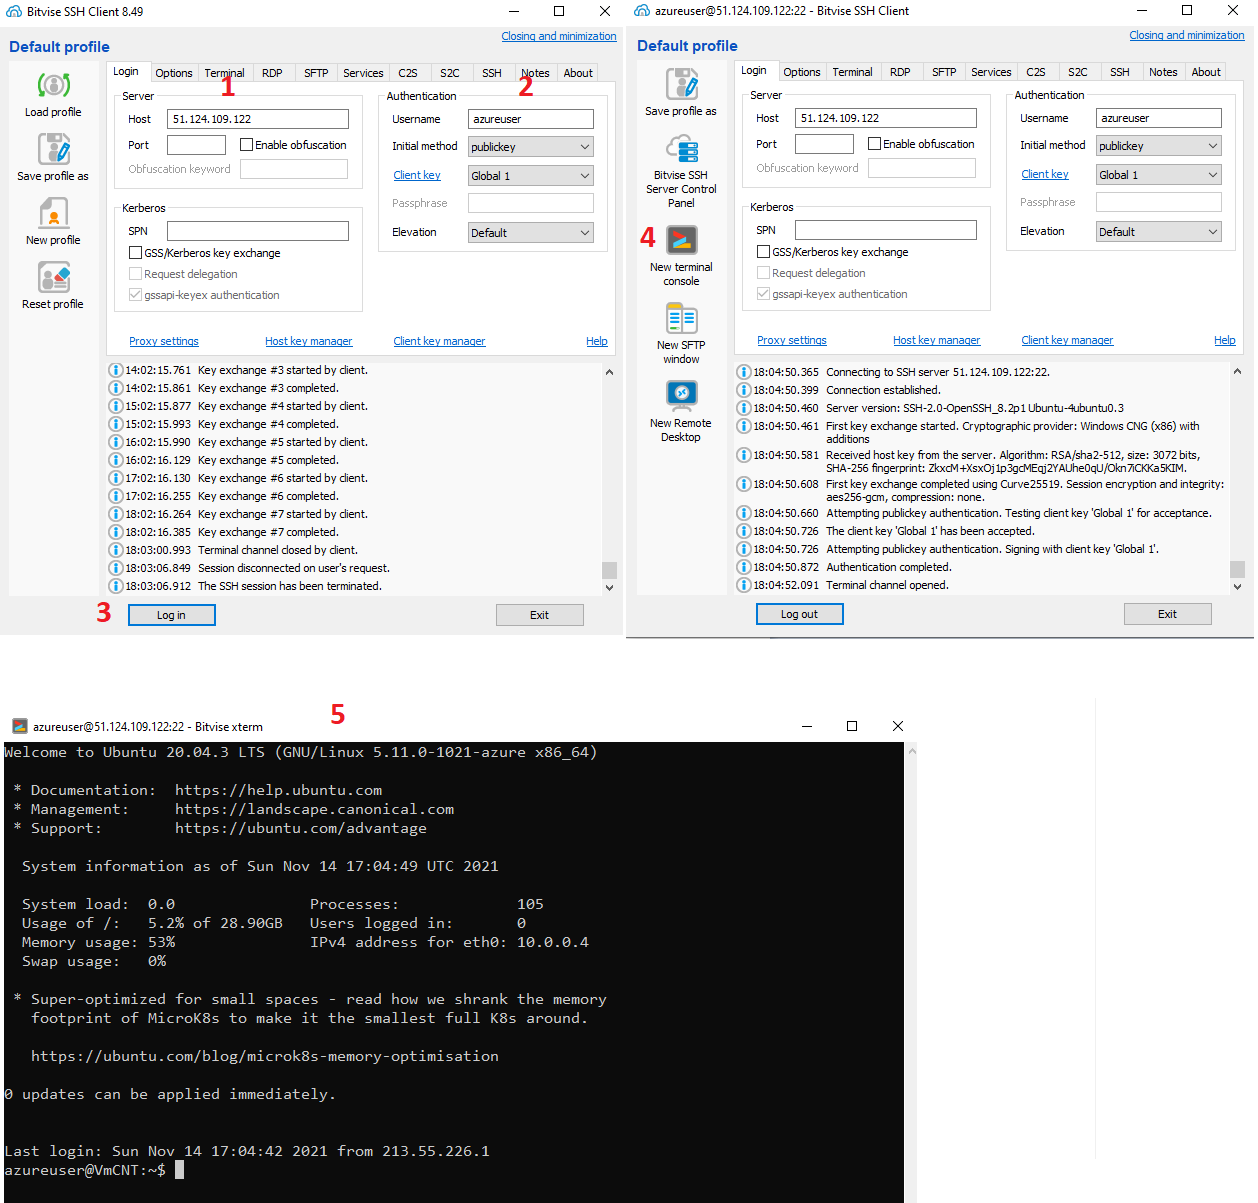 Bitvise SSH Client 8.49
Default profile
Closing and minimization
Load profile
Save profile as
New profile
Reset profile
Login Options Terminal RDP SFTP Services C2S S2C SSH Notes About
1
2
Server
Host 51.124.109.122
Port Enable obfuscation
Obfuscation keyword
Kerberos
SPN
GSS/Kerberos key exchange
Request delegation
gssapi-keyex authentication
Authentication
Username azureuser
Initial method publickey
Client key Global 1
Passphrase
Elevation Default
Proxy settings Host key manager Client key manager Help
14:02:15.761 Key exchange #3 started by client.
14:02:15.861 Key exchange #3 completed.
15:02:15.877 Key exchange #4 started by client.
15:02:15.993 Key exchange #4 completed.
16:02:15.990 Key exchange #5 started by client.
16:02:16.129 Key exchange #5 completed.
17:02:16.130 Key exchange #6 started by client.
17:02:16.255 Key exchange #6 completed.
18:02:16.264 Key exchange #7 started by client.
18:02:16.385 Key exchange #7 completed.
18:03:00.993 Terminal channel closed by client.
18:03:06.849 Session disconnected on user's request.
18:03:06.912 The SSH session has been terminated.
3 Log in Exit
azureuser@51.124.109.122:22 - Bitvise SSH Client
Default profile
Closing and minimization
Save profile as
Bitvise SSH
Server Control
Panel
4
New terminal
console
New SFTP
window
New Remote
Desktop
Login Options Terminal RDP SFTP Services C2S S2C SSH Notes About
Server
Host 51.124.109.122
Port Enable obfuscation
Obfuscation keyword
Kerberos
SPN
GSS/Kerberos key exchange
Request delegation
gssapi-keyex authentication
Authentication
Username azureuser
Initial method publickey
Client key Global 1
Passphrase
Elevation Default
Proxy settings Host key manager Client key manager Help
18:04:50.365 Connecting to SSH server 51.124.109.122:22.
18:04:50.399 Connection established.
18:04:50.460 Server version: SSH-2.0-OpenSSH_8.2p1 Ubuntu-4ubuntu0.3
18:04:50.461 First key exchange started. Cryptographic provider: Windows CNG (x86) with
additions
18:04:50.581 Received host key from the server. Algorithm: RSA/sha2-512, size: 3072 bits,
SHA-256 fingerprint: ZkxcM+XsxOj1p3gcMEqj2YAUhe0qU/Okn7iCKKa5KIM.
18:04:50.608 First key exchange completed using Curve25519. Session encryption and integrity:
aes256-gcm, compression: none.
18:04:50.660 Attempting publickey authentication. Testing client key 'Global 1' for acceptance.
18:04:50.726 The client key 'Global 1' has been accepted.
18:04:50.726 Attempting publickey authentication. Signing with client key 'Global 1'.
18:04:50.872 Authentication completed.
18:04:52.091 Terminal channel opened.
Log out Exit
5
azureuser@51.124.109.122:22 - Bitvise xterm
Welcome to Ubuntu 20.04.3 LTS (GNU/Linux 5.11.0-1021-azure x86_64)
* Documentation: https://help.ubuntu.com
* Management: https://landscape.canonical.com
* Support: https://ubuntu.com/advantage
System information as of Sun Nov 14 17:04:49 UTC 2021
System load: 0.0 Processes: 105
Usage of /: 5.2% of 28.90GB Users logged in: 0
Memory usage: 53% IPv4 address for eth0: 10.0.0.4
Swap usage: 0%
* Super-optimized for small spaces - read how we shrank the memory
footprint of MicroK8s to make it the smallest full K8s around.
https://ubuntu.com/blog/microk8s-memory-optimisation
0 updates can be applied immediately.
Last login: Sun Nov 14 17:04:42 2021 from 213.55.226.1
azureuser@VmCNT:~$